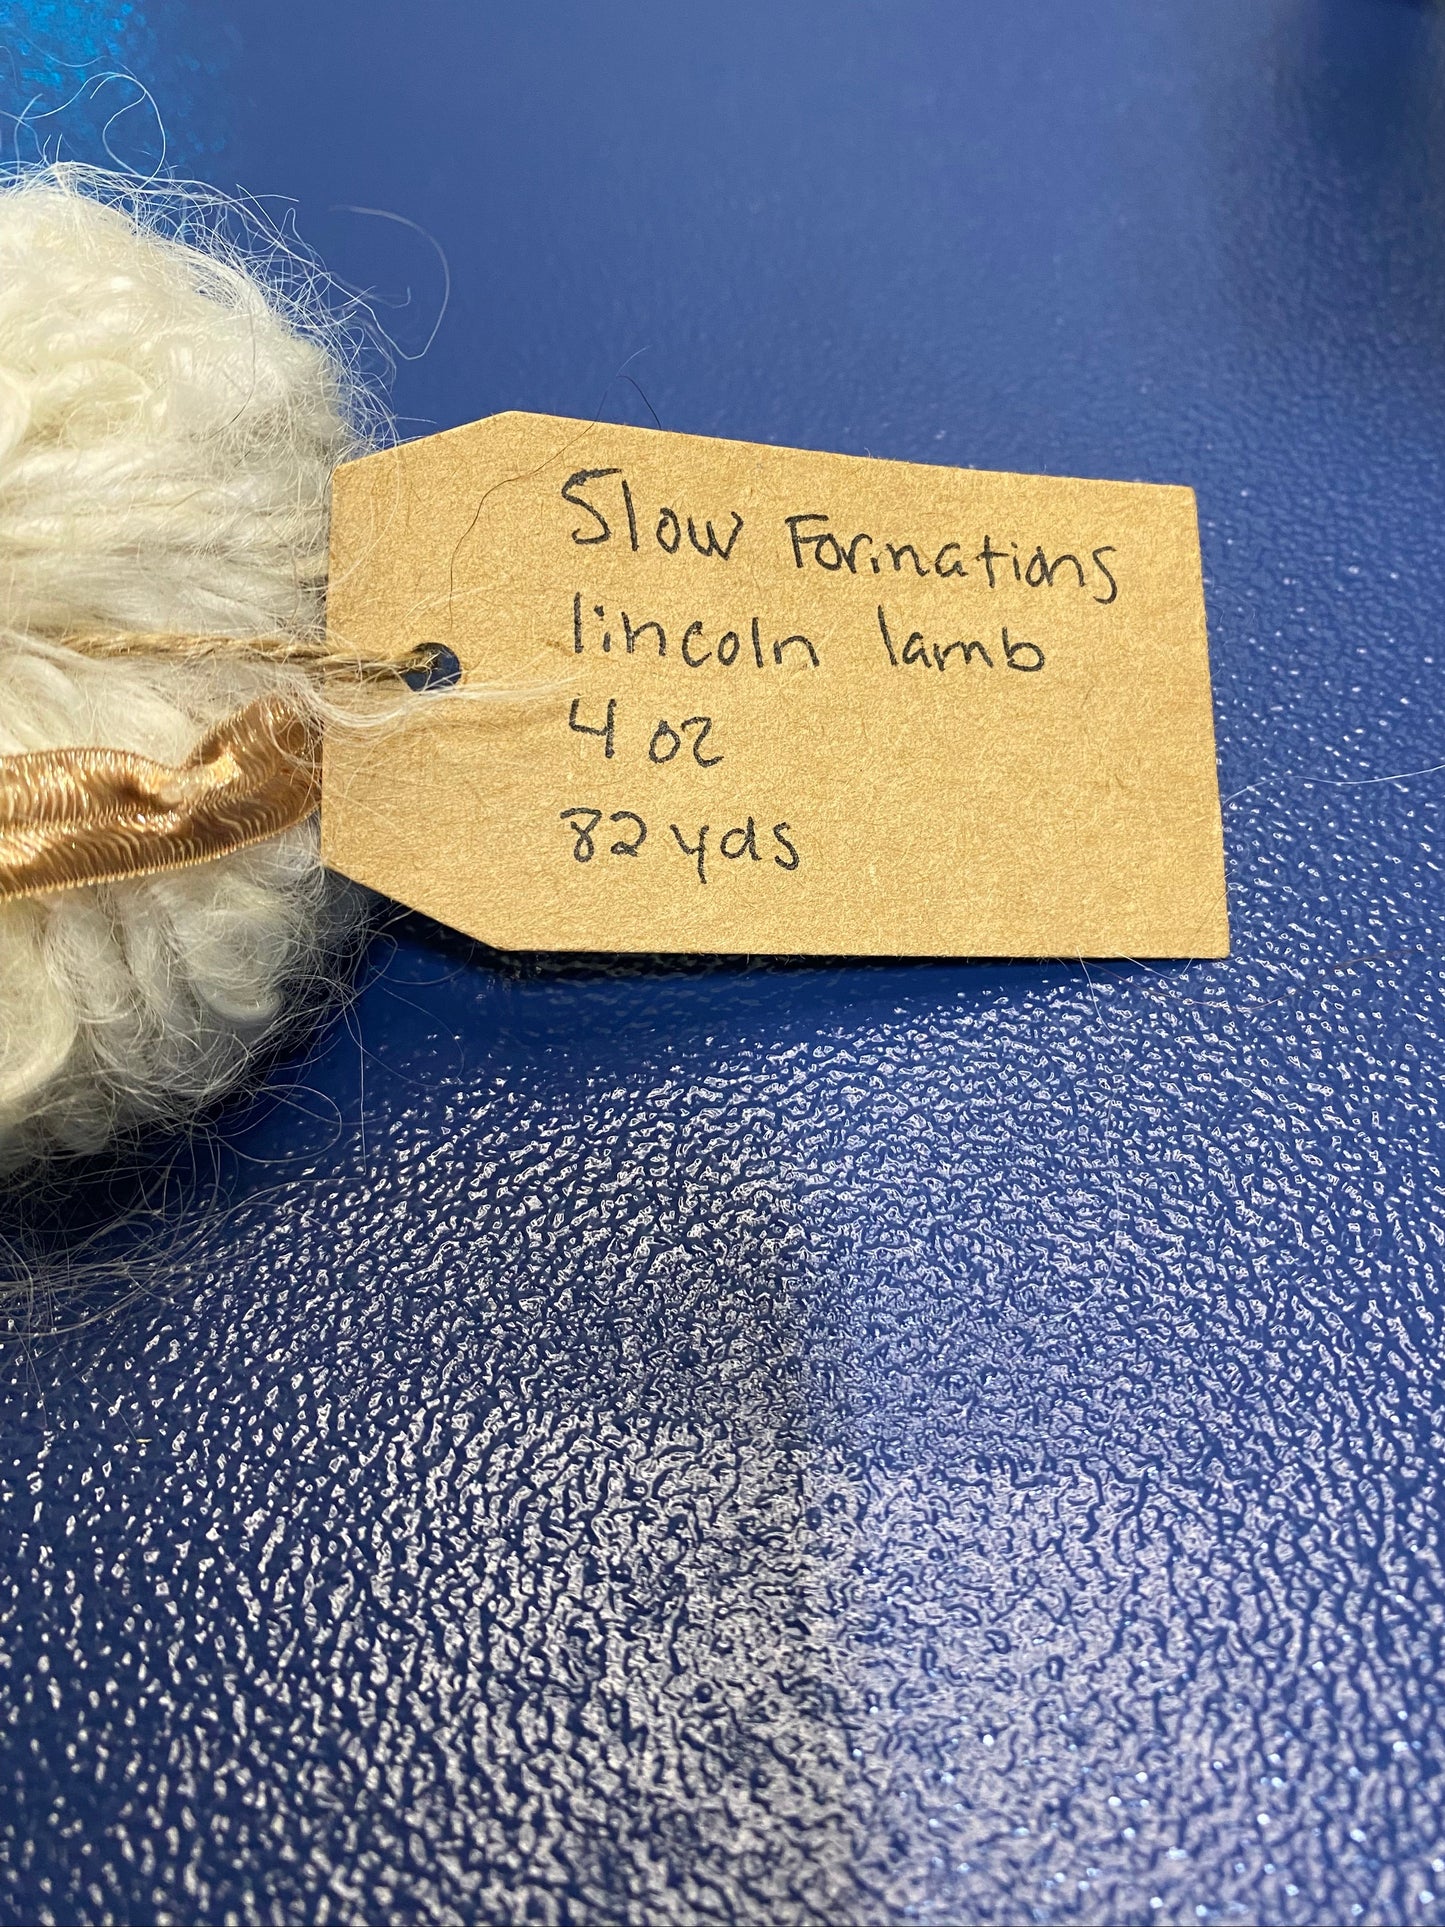 Slow Formations
lincoln lamb
4 oz
82 yds